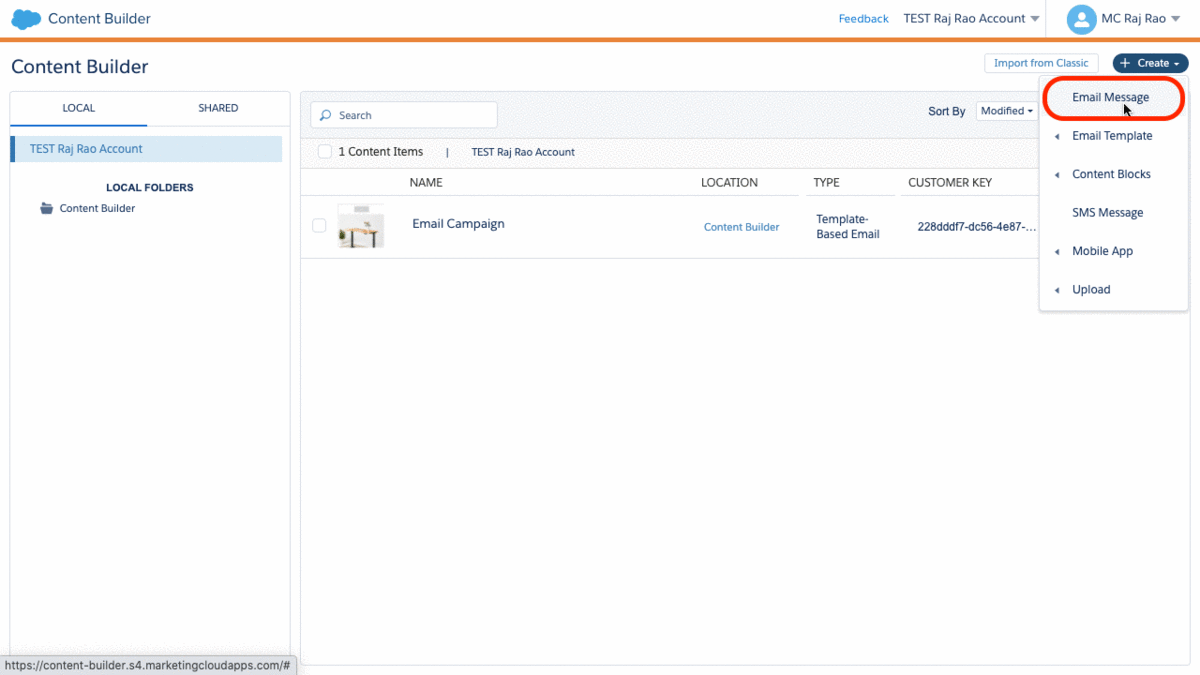 Content Builder
Feedback
TEST Raj Rao Account
MC Raj Rao
Content Builder
Import from Classic
+ Create
LOCAL
SHARED
TEST Raj Rao Account
LOCAL FOLDERS
Content Builder
Search
Sort By
Modified
1 Content Items | TEST Raj Rao Account
NAME
LOCATION
TYPE
CUSTOMER KEY
Email Campaign
Content Builder
Template-
Based Email
228dddf7-dc56-4e87-...
Email Message
Email Template
Content Blocks
SMS Message
Mobile App
Upload
https://content-builder.s4.marketingcloudapps.com/#